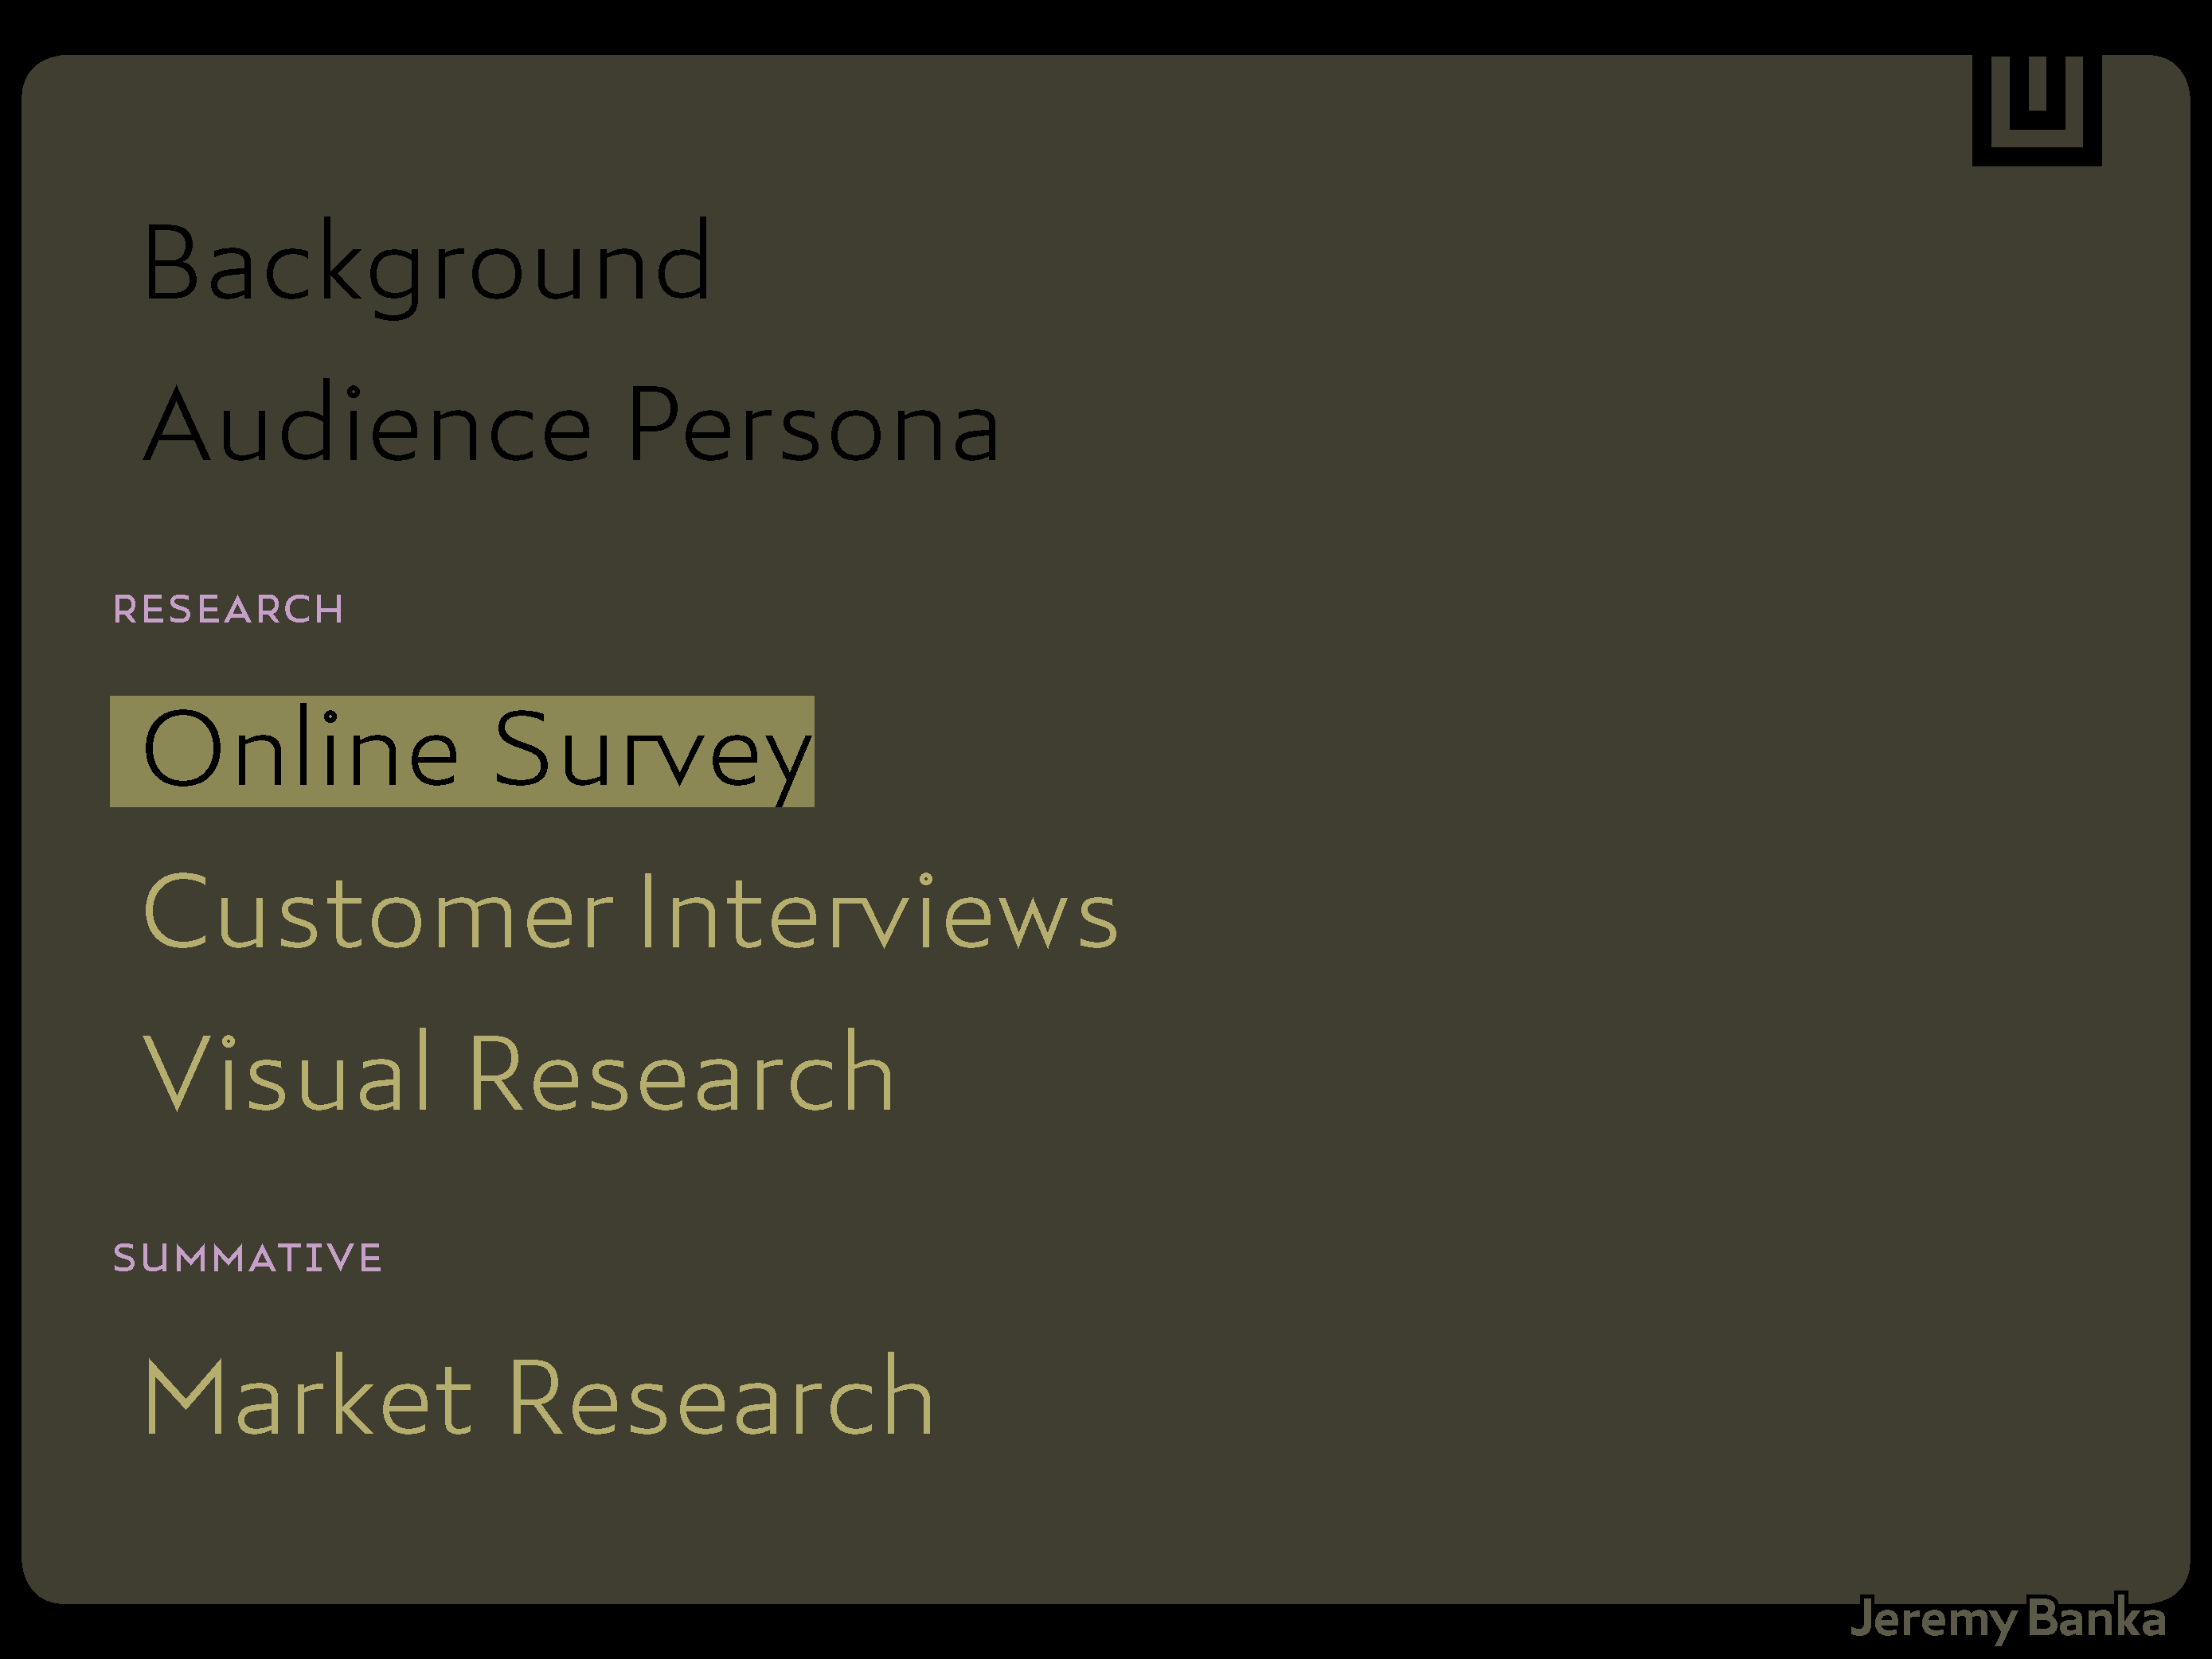 Background
Audience Persona
RESEARCH
Online Survey
Customer Interviews
Visual Research
SUMMATIVE
Market Research
Jeremy Banka